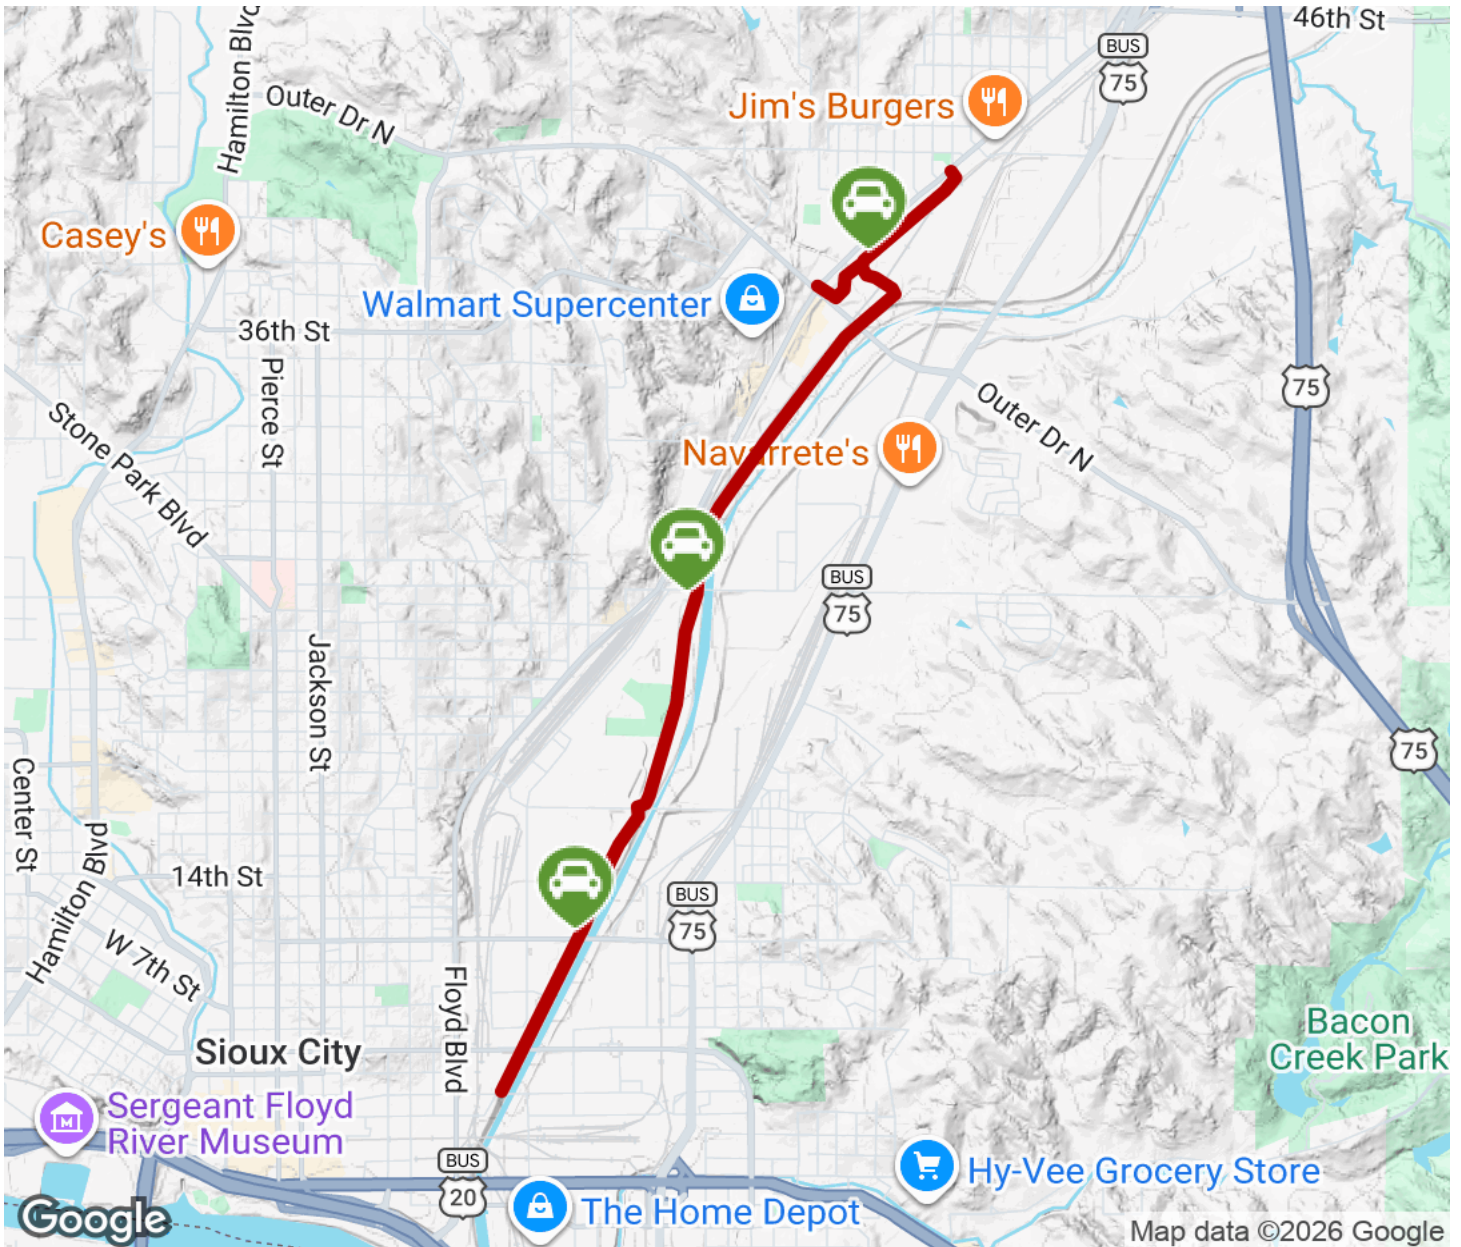 46th St
Hamilton Blvd
BUS
75
Outer Dr N
Jim's Burgers
Casey's
Walmart Supercenter
36th St
Pierce St
75
Stone Park Blvd
Outer Dr N
Navarrete's
BUS
75
Jackson St
75
Center St
Hamilton Blvd
14th St
BUS
75
W 7th St
Floyd Blvd
Sioux City
Bacon
Creek Park
Sergeant Floyd
River Museum
BUS
20
Hy-Vee Grocery Store
The Home Depot
Google
Map data ©2026 Google